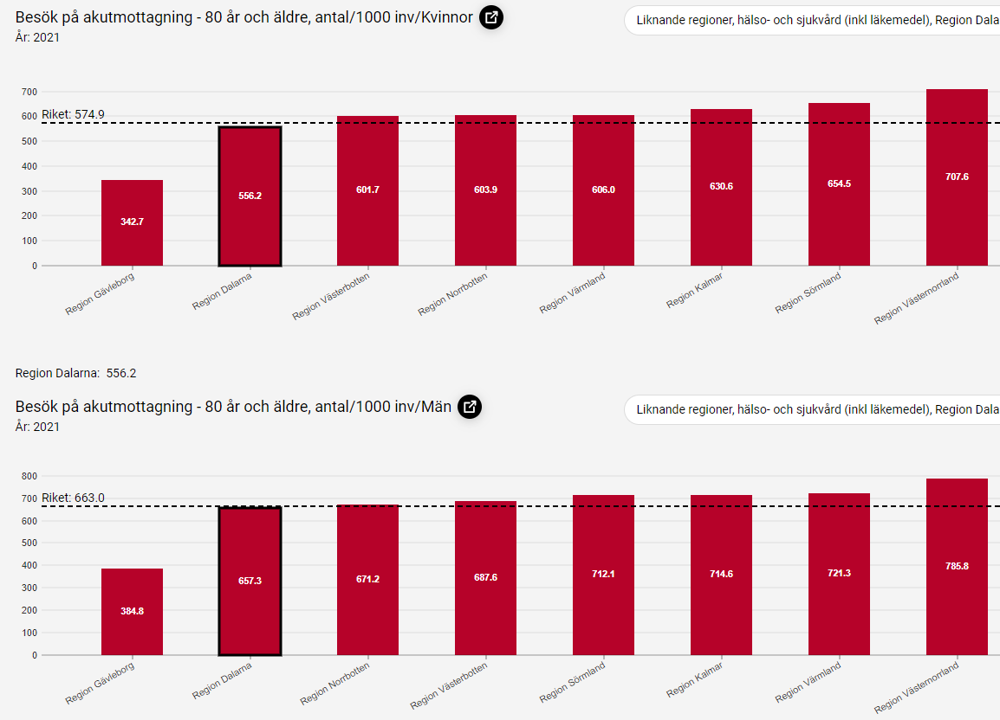 Besök på akutmottagning - 80 år och äldre, antal/1000 inv/Kvinnor
Liknande regioner, hälso- och sjukvård (inkl läkemedel), Region Dala
År: 2021
700
600
500
400
300
200
100
0
Riket: 574.9
342.7
556.2
601.7
603.9
606.0
630.6
654.5
707.6
Region Gävleborg
Region Dalarna
Region Västerbotten
Region Norrbotten
Region Värmland
Region Kalmar
Region Sörmland
Region Västernorrland
Region Dalarna: 556.2
Besök på akutmottagning - 80 år och äldre, antal/1000 inv/Män
Liknande regioner, hälso- och sjukvård (inkl läkemedel), Region Dala
År: 2021
800
700
600
500
400
300
200
100
0
Riket: 663.0
384.8
657.3
671.2
687.6
712.1
714.6
721.3
785.8
Region Gävleborg
Region Dalarna
Region Norrbotten
Region Västerbotten
Region Sörmland
Region Kalmar
Region Värmland
Region Västernorrland